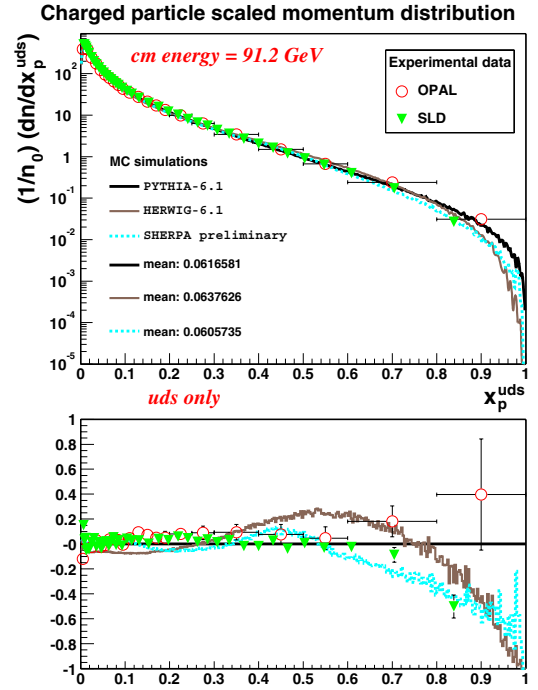 Charged particle scaled momentum distribution
(1/n0) (dn/dxp^uds)
cm energy = 91.2 GeV
Experimental data
OPAL
SLD
MC simulations
PYTHIA-6.1
HERWIG-6.1
SHERPA preliminary
mean: 0.0616581
mean: 0.0637626
mean: 0.0605735
10^2
10
1
10^-1
10^-2
10^-3
10^-4
10^-5
0 0.1 0.2 0.3 0.4 0.5 0.6 0.7 0.8 0.9 1
uds only
xp^uds
1
0.8
0.6
0.4
0.2
0
-0.2
-0.4
-0.6
-0.8
-1
0 0.1 0.2 0.3 0.4 0.5 0.6 0.7 0.8 0.9 1